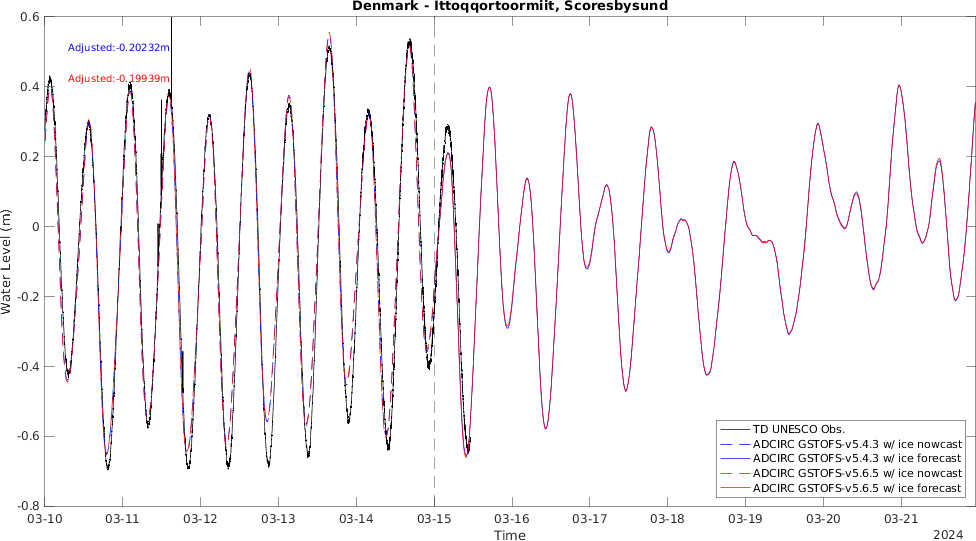 Denmark - Ittoqqortoormiit, Scoresbysund
0.6
0.4
0.2
0
-0.2
-0.4
-0.6
-0.8
Water Level (m)
Adjusted:-0.20232m
Adjusted:-0.19939m
TD UNESCO Obs.
ADCIRC GSTOFS-v5.4.3 w/ ice nowcast
ADCIRC GSTOFS-v5.4.3 w/ ice forecast
ADCIRC GSTOFS-v5.6.5 w/ ice nowcast
ADCIRC GSTOFS-v5.6.5 w/ ice forecast
03-10 03-11 03-12 03-13 03-14 03-15 03-16 03-17 03-18 03-19 03-20 03-21
Time
2024